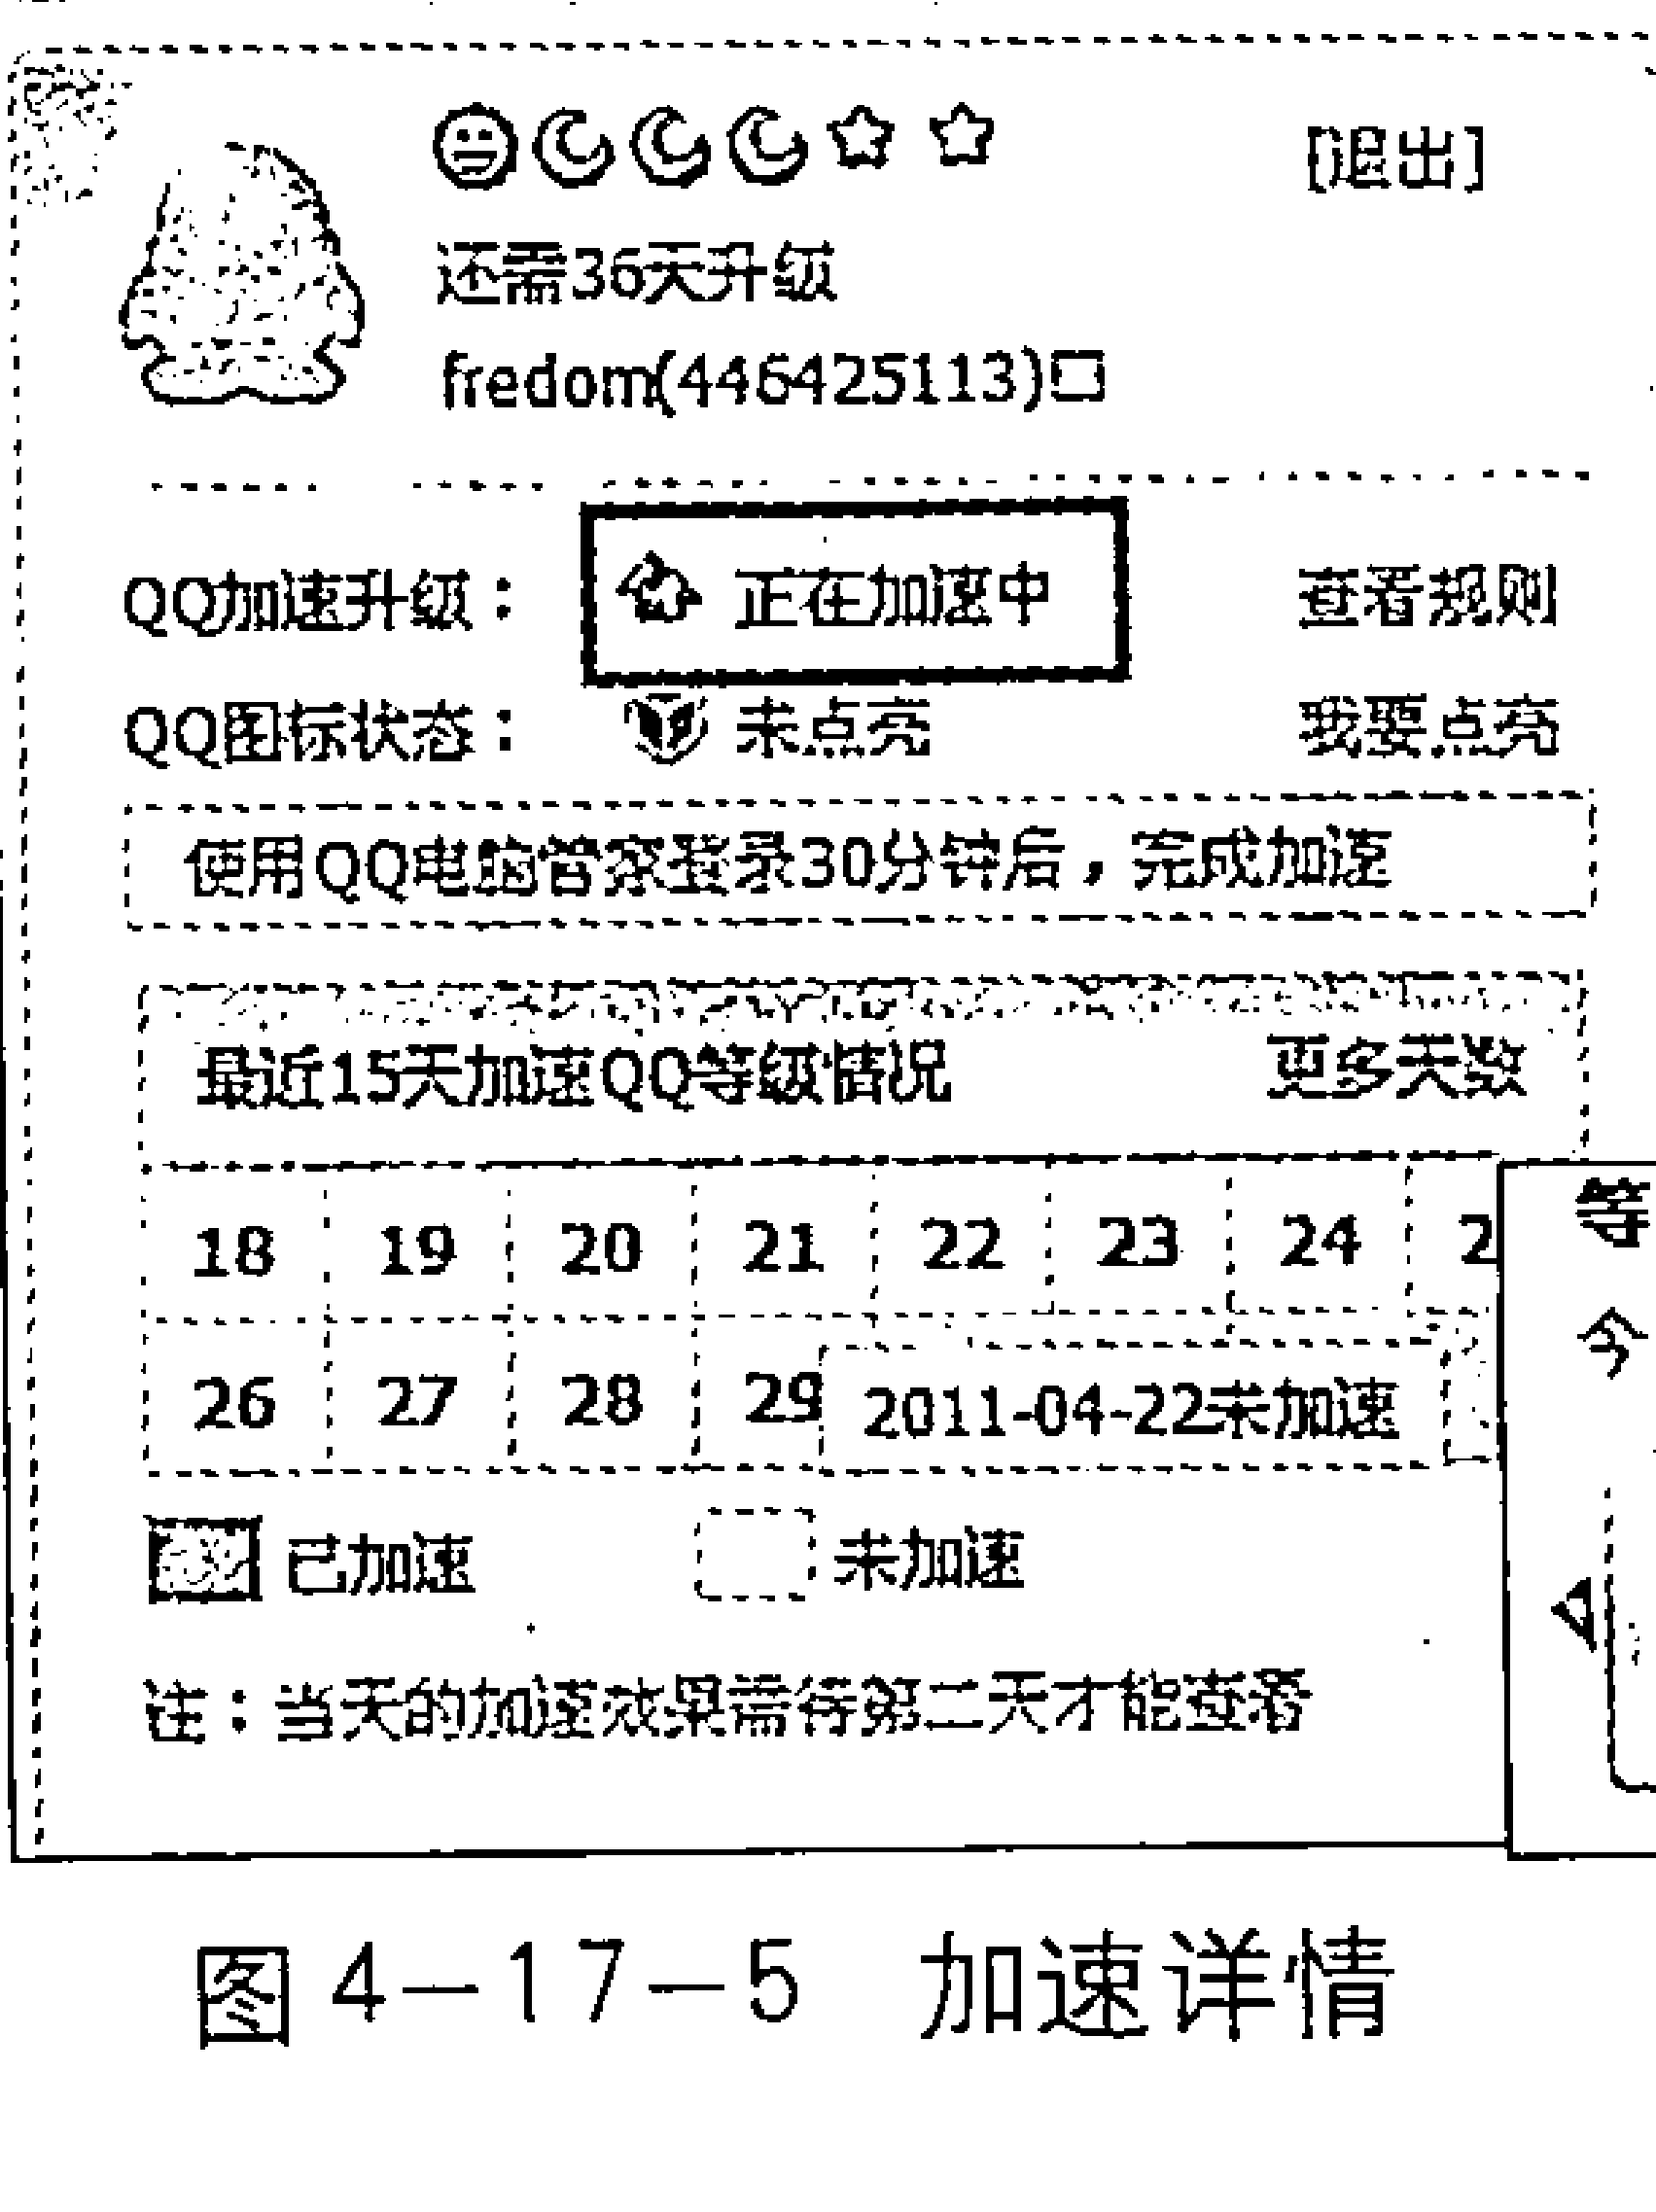 [退出]
还需36天升级
fredom(446425113)
QQ加速升级： 正在加速中 查看规则
QQ图标状态： 未点亮 我要点亮
使用QQ电脑管家登录30分钟后，完成加速
最近15天加速QQ等级情况 更多天数
18 19 20 21 22 23 24 2
26 27 28 29 2011-04-22未加速
等
今
已加速 未加速
注：当天的加速效果需待第二天才能查看
图4-17-5 加速详情